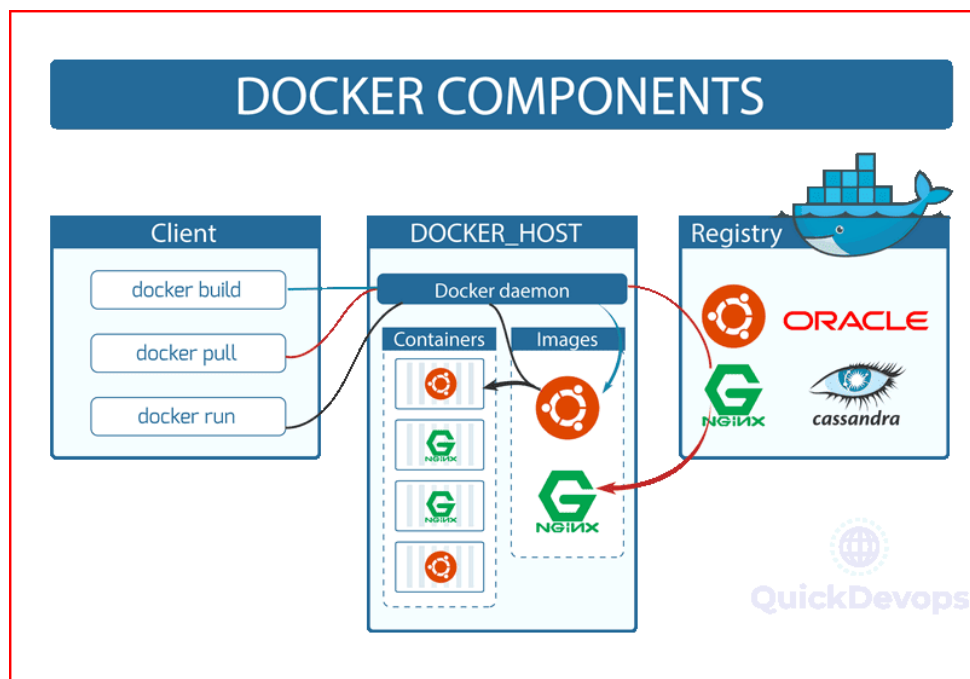 DOCKER COMPONENTS
Client
docker build
docker pull
docker run
DOCKER_HOST
Docker daemon
Containers
Images
NGINX
NGINX
NGINX
Registry
ORACLE
NGINX
cassandra
QuickDevops